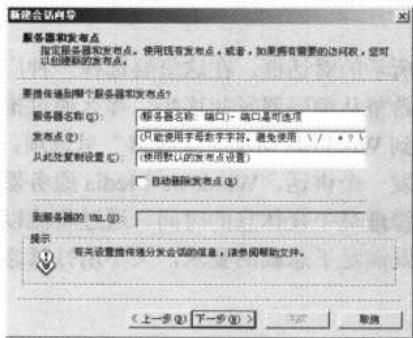 新建会话向导
服务器和发布点
指定服务器和发布点。使用现有发布点，或者，如果拥有需要的访问权，您可以创建新的发布点。
要推传递到哪个服务器和发布点?
服务器名称(S): (服务器名称: 端口)- 端口是可选项
发布点(P): (只能使用字母数字字符。避免使用: \ / : * ? \
从此处复制设置(C): (使用默认的发布点设置)
自动删除发布点(R)
到服务器的 URL(U):
提示
有关设置推传递分发会话的信息，请参阅帮助文件。
< 上一步(B) 下一步(N) > 取消